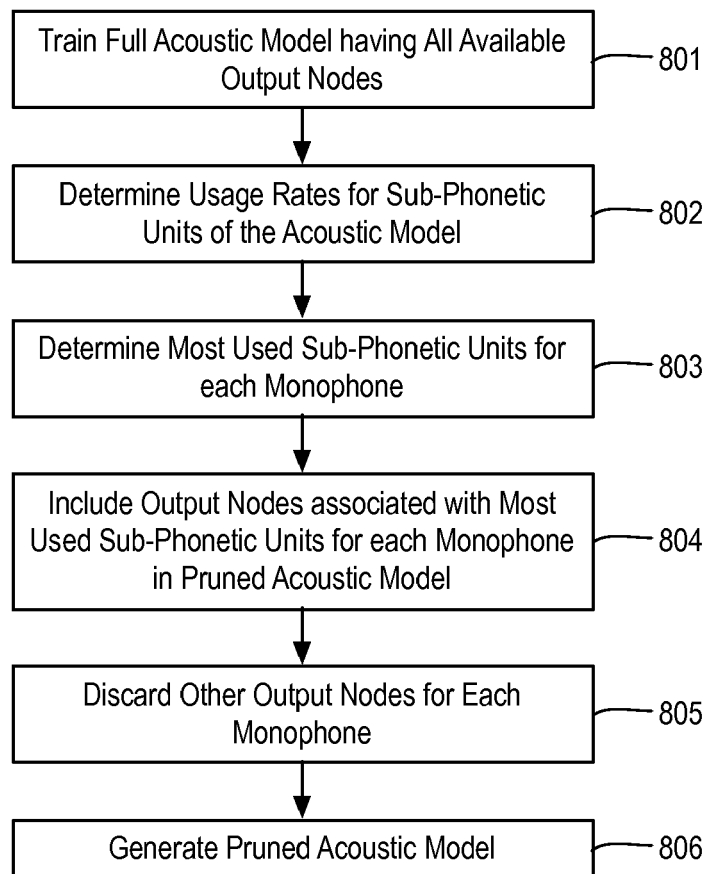 Train Full Acoustic Model having All Available
Output Nodes
801
Determine Usage Rates for Sub-Phonetic
Units of the Acoustic Model
802
Determine Most Used Sub-Phonetic Units for
each Monophone
803
Include Output Nodes associated with Most
Used Sub-Phonetic Units for each Monophone
in Pruned Acoustic Model
804
Discard Other Output Nodes for Each
Monophone
805
Generate Pruned Acoustic Model
806